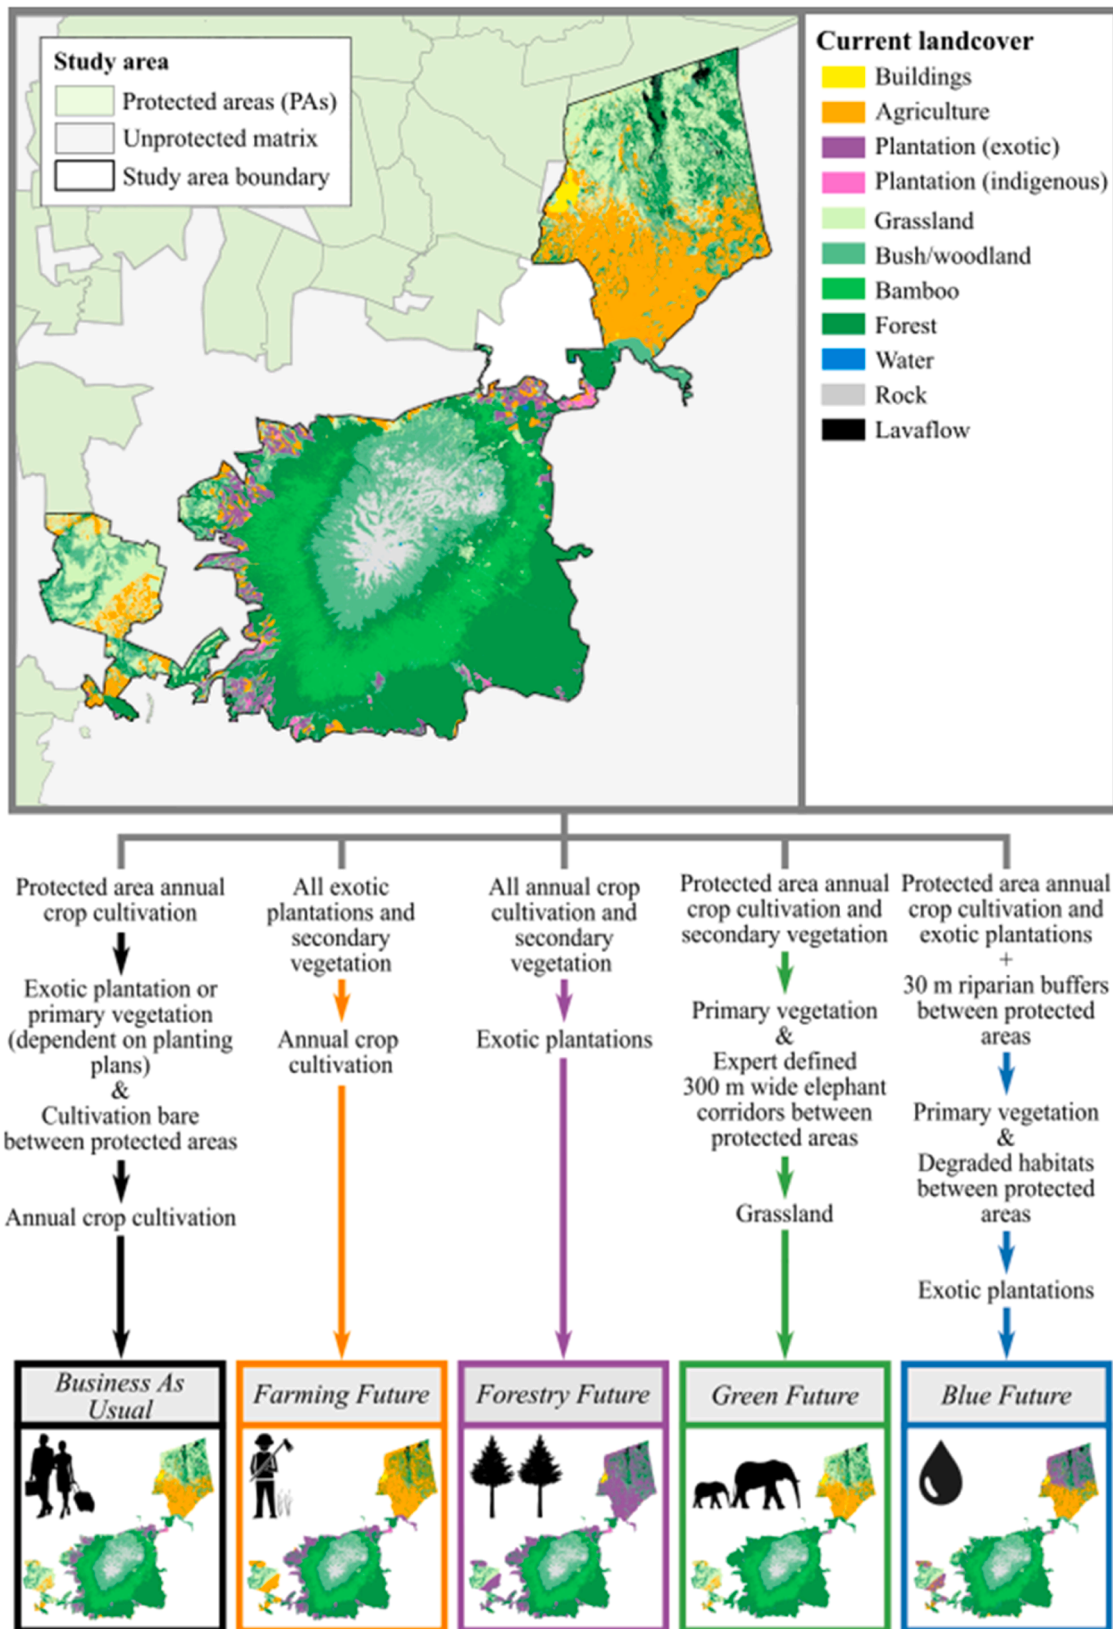 Study area
Protected areas (PAs)
Unprotected matrix
Study area boundary
Current landcover
Buildings
Agriculture
Plantation (exotic)
Plantation (indigenous)
Grassland
Bush/woodland
Bamboo
Forest
Water
Rock
Lavaflow
Protected area annual
crop cultivation
Exotic plantation or
primary vegetation
(dependent on planting
plans)
&
Cultivation bare
between protected areas
Annual crop cultivation
All exotic
plantations and
secondary
vegetation
Annual crop
cultivation
All annual crop
cultivation and
secondary
vegetation
Exotic plantations
Protected area annual
crop cultivation and
secondary vegetation
Primary vegetation
&
Expert defined
300 m wide elephant
corridors between
protected areas
Grassland
Protected area annual
crop cultivation and
exotic plantations
+
30 m riparian buffers
between protected
areas
Primary vegetation
&
Degraded habitats
between protected
areas
Exotic plantations
Business As
Usual
Farming Future
Forestry Future
Green Future
Blue Future